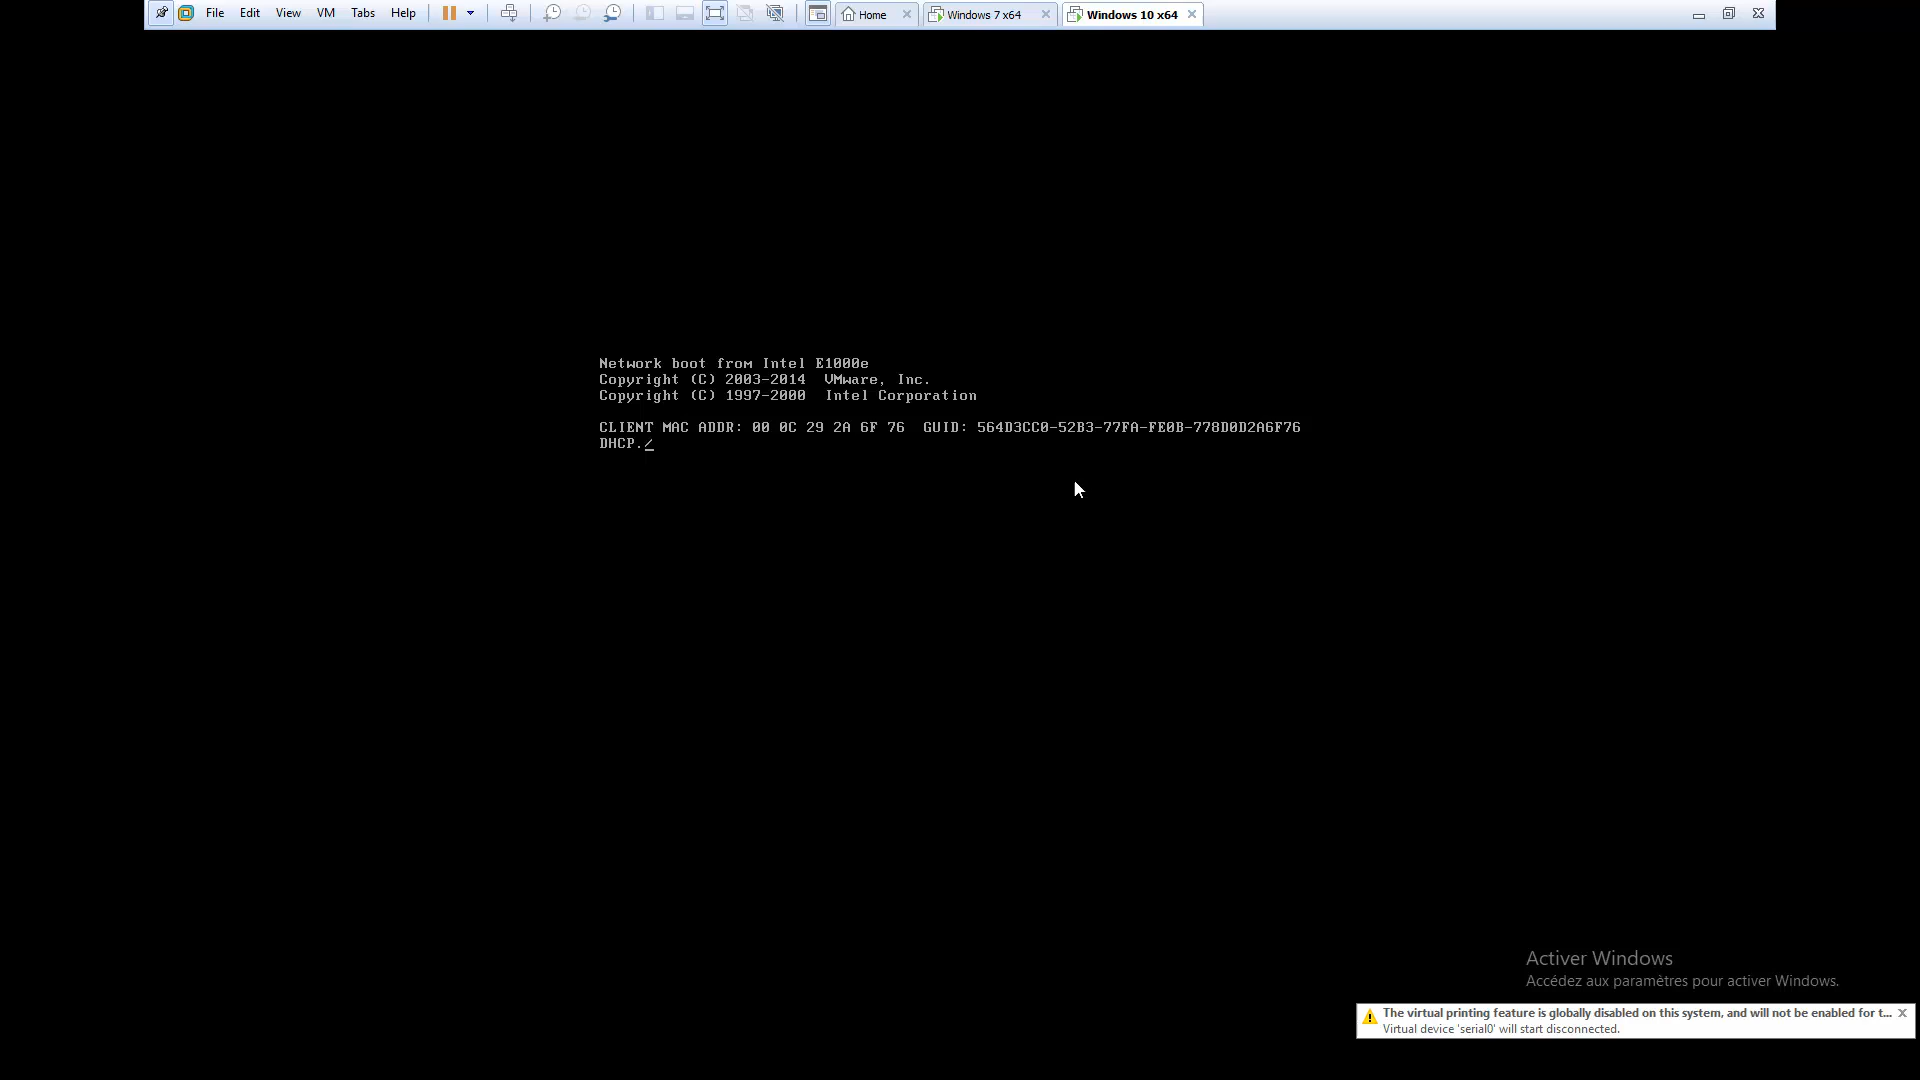 File Edit View VM Tabs Help Home Windows 7 x64 Windows 10 x64
Network boot from Intel E1000e
Copyright (C) 2003-2014 VMware, Inc.
Copyright (C) 1997-2000 Intel Corporation
CLIENT MAC ADDR: 00 0C 29 2A 6F 76 GUID: 564D3CC0-52B3-77FA-FE0B-778D0D2A6F76
DHCP./
Activer Windows
Accédez aux paramètres pour activer Windows.
The virtual printing feature is globally disabled on this system, and will not be enabled for t...
Virtual device 'serial0' will start disconnected.